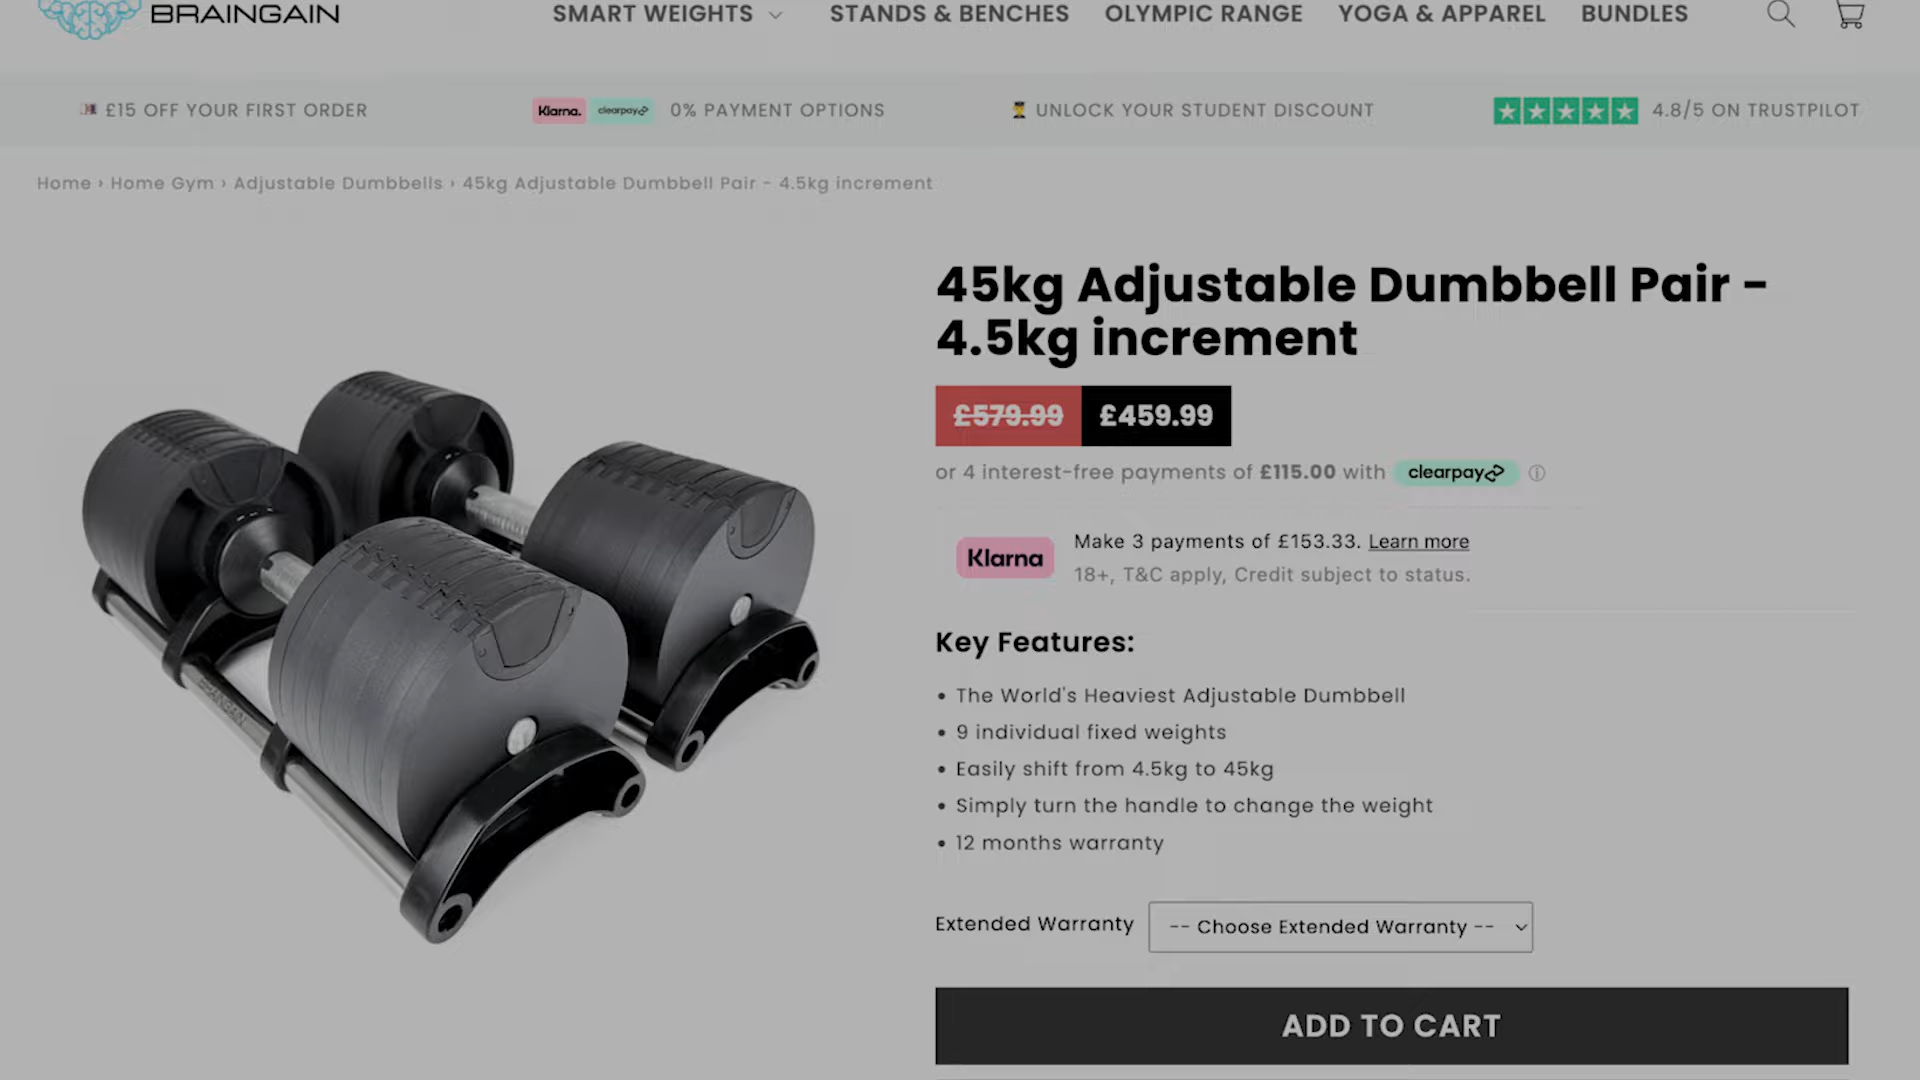 BRAINGAIN
SMART WEIGHTS
STANDS & BENCHES
OLYMPIC RANGE
YOGA & APPAREL
BUNDLES
£15 OFF YOUR FIRST ORDER
Klarna. clearpay 0% PAYMENT OPTIONS
UNLOCK YOUR STUDENT DISCOUNT
4.8/5 ON TRUSTPILOT
Home › Home Gym › Adjustable Dumbbells › 45kg Adjustable Dumbbell Pair - 4.5kg increment
45kg Adjustable Dumbbell Pair -
4.5kg increment
£579.99 £459.99
or 4 interest-free payments of £115.00 with clearpay
Klarna
Make 3 payments of £153.33. Learn more
18+, T&C apply, Credit subject to status.
Key Features:
• The World's Heaviest Adjustable Dumbbell
• 9 individual fixed weights
• Easily shift from 4.5kg to 45kg
• Simply turn the handle to change the weight
• 12 months warranty
Extended Warranty
-- Choose Extended Warranty --
ADD TO CART
BRAINGAIN